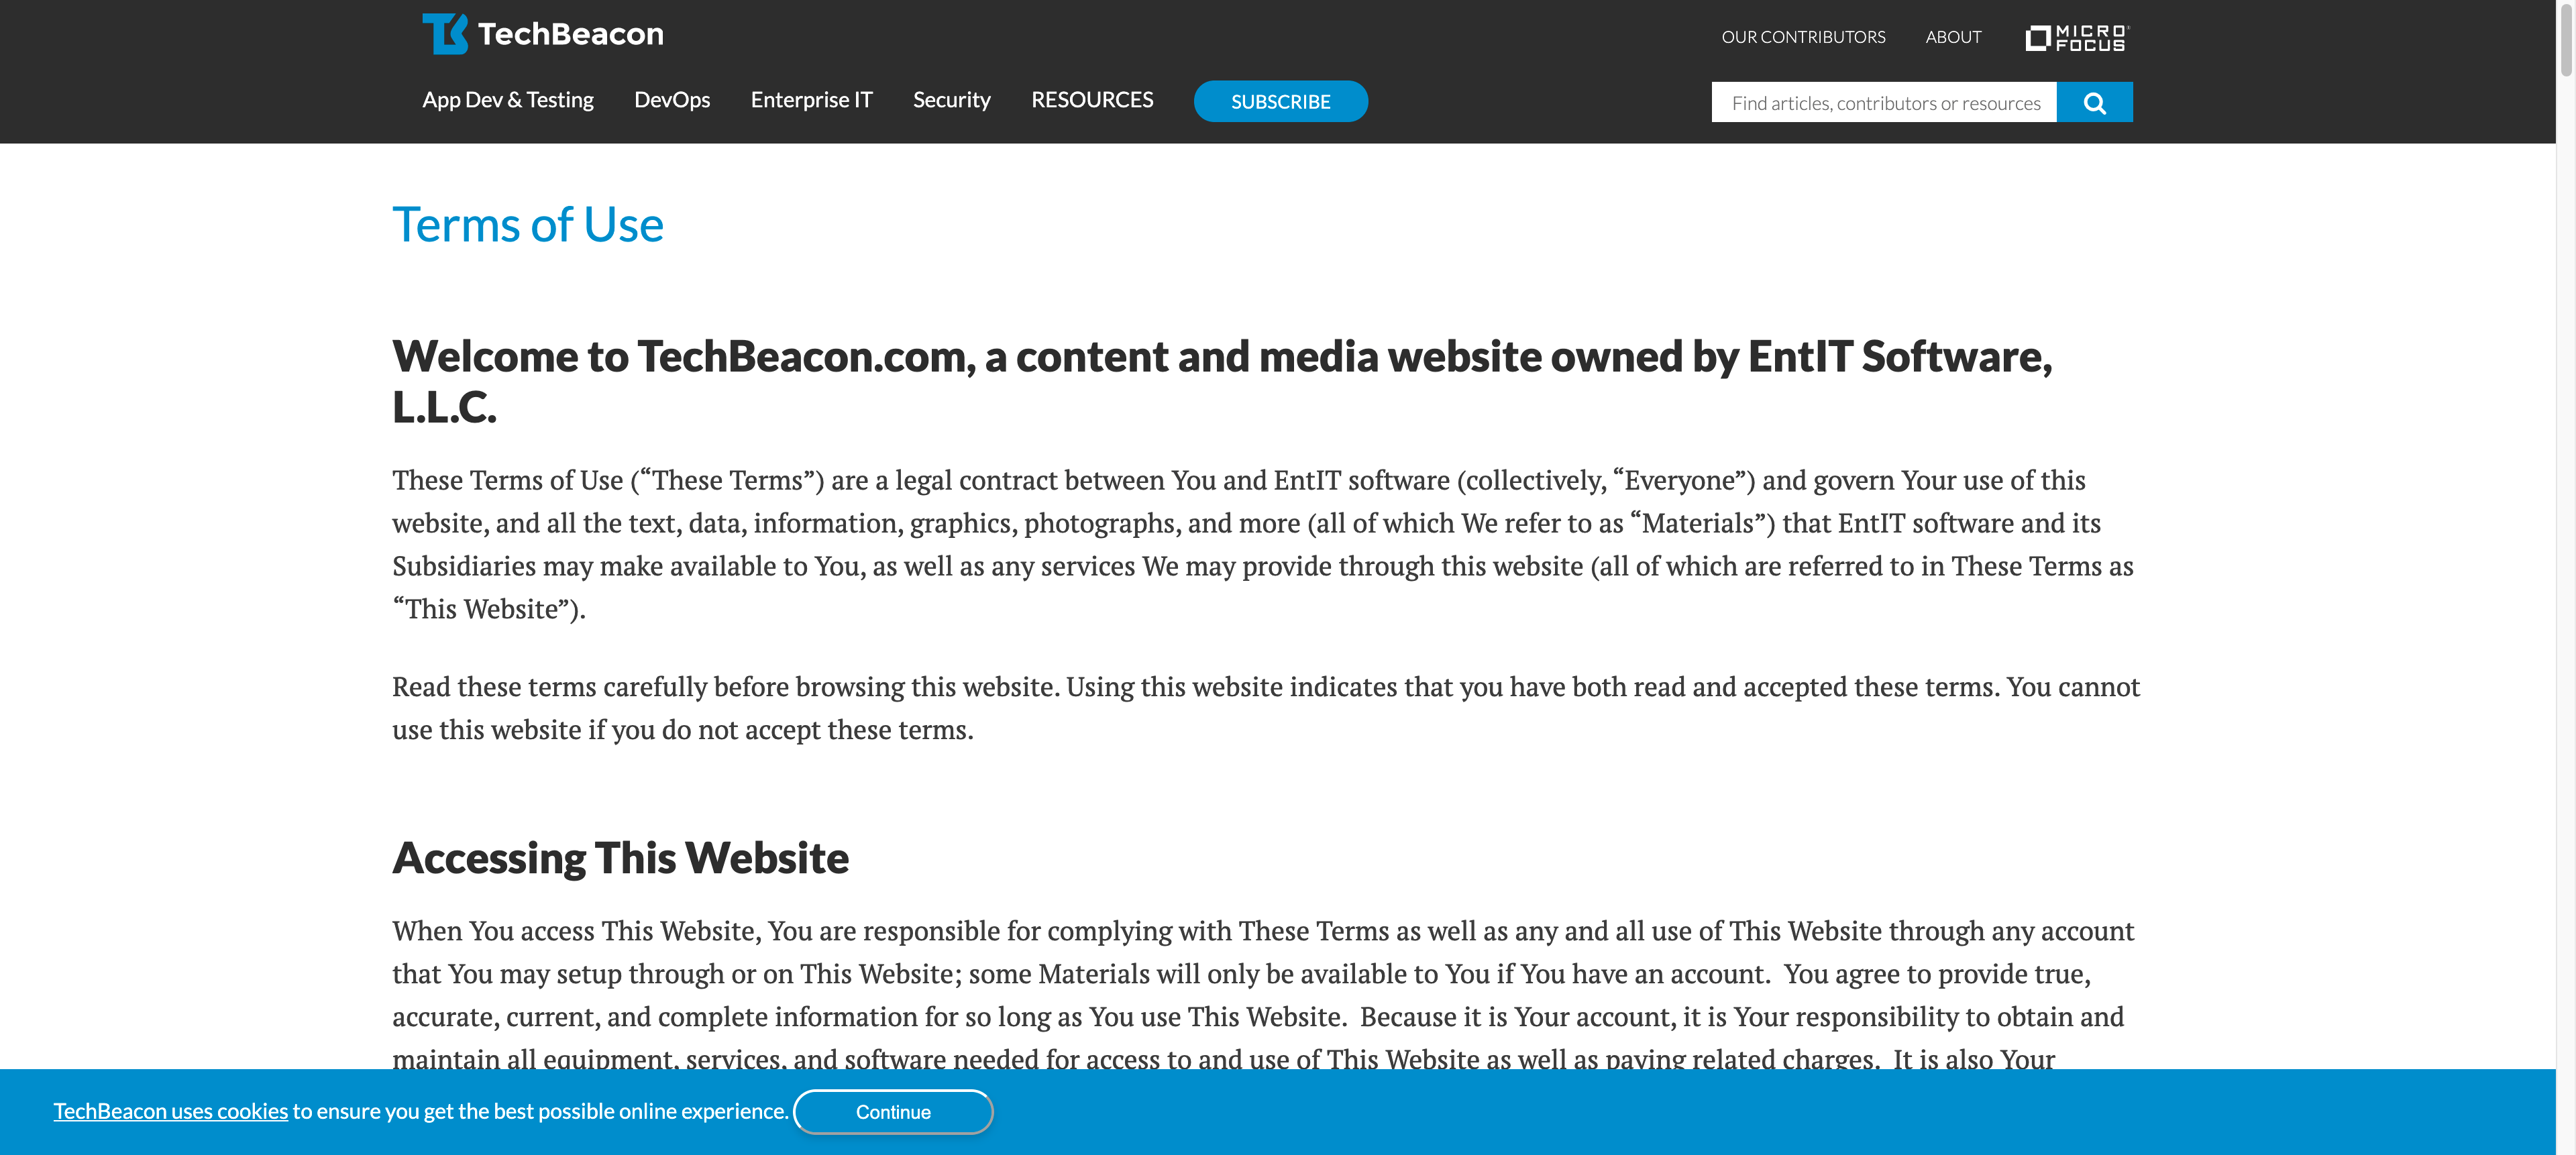 TechBeacon
OUR CONTRIBUTORS
ABOUT
MICRO
FOCUS
App Dev & Testing
DevOps
Enterprise IT
Security
RESOURCES
SUBSCRIBE
Find articles, contributors or resources
Terms of Use
Welcome to TechBeacon.com, a content and media website owned by EntIT Software,
L.L.C.
These Terms of Use (“These Terms”) are a legal contract between You and EntIT software (collectively, “Everyone”) and govern Your use of this
website, and all the text, data, information, graphics, photographs, and more (all of which We refer to as “Materials”) that EntIT software and its
Subsidiaries may make available to You, as well as any services We may provide through this website (all of which are referred to in These Terms as
“This Website”).
Read these terms carefully before browsing this website. Using this website indicates that you have both read and accepted these terms. You cannot
use this website if you do not accept these terms.
Accessing This Website
When You access This Website, You are responsible for complying with These Terms as well as any and all use of This Website through any account
that You may setup through or on This Website; some Materials will only be available to You if You have an account.  You agree to provide true,
accurate, current, and complete information for so long as You use This Website.  Because it is Your account, it is Your responsibility to obtain and
maintain all equipment, services, and software needed for access to and use of This Website as well as paying related charges.  It is also Your
TechBeacon uses cookies to ensure you get the best possible online experience.
Continue